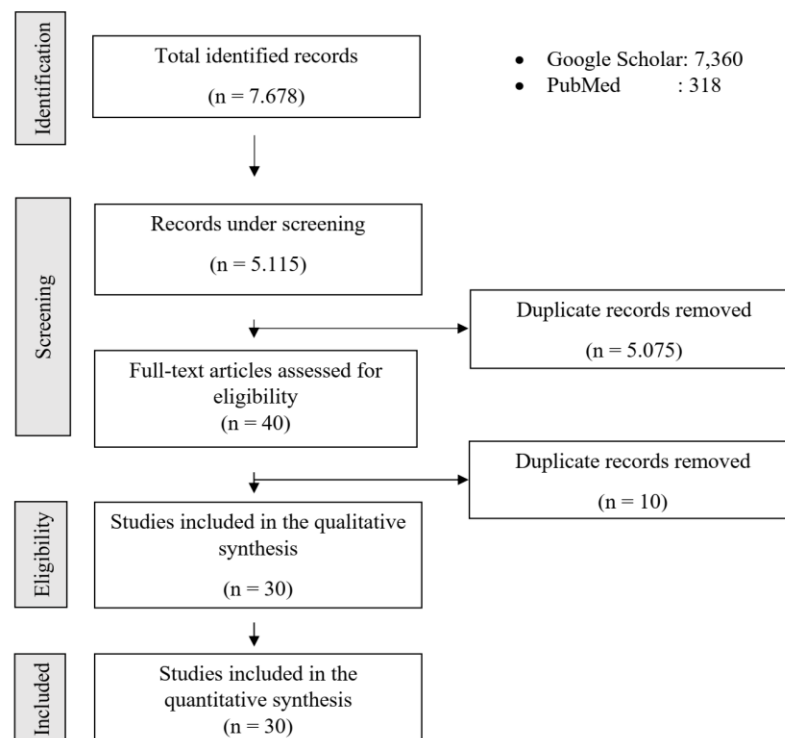 Identification
Total identified records
(n = 7.678)
• Google Scholar: 7,360
• PubMed : 318
Screening
Records under screening
(n = 5.115)
Duplicate records removed
(n = 5.075)
Full-text articles assessed for
eligibility
(n = 40)
Duplicate records removed
(n = 10)
Eligibility
Studies included in the qualitative
synthesis
(n = 30)
Included
Studies included in the
quantitative synthesis
(n = 30)